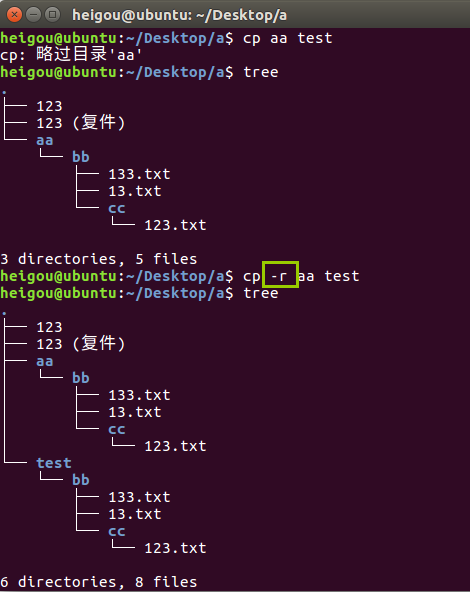 heigou@ubuntu: ~/Desktop/a
heigou@ubuntu:~/Desktop/a$ cp aa test
cp: 略过目录'aa'
heigou@ubuntu:~/Desktop/a$ tree
.
├── 123
├── 123 (复件)
└── aa
    └── bb
        ├── 133.txt
        ├── 13.txt
        └── cc
            └── 123.txt
3 directories, 5 files
heigou@ubuntu:~/Desktop/a$ cp -r aa test
heigou@ubuntu:~/Desktop/a$ tree
.
├── 123
├── 123 (复件)
├── aa
│   └── bb
│       ├── 133.txt
│       ├── 13.txt
│       └── cc
│           └── 123.txt
└── test
    └── bb
        ├── 133.txt
        ├── 13.txt
        └── cc
            └── 123.txt
6 directories, 8 files